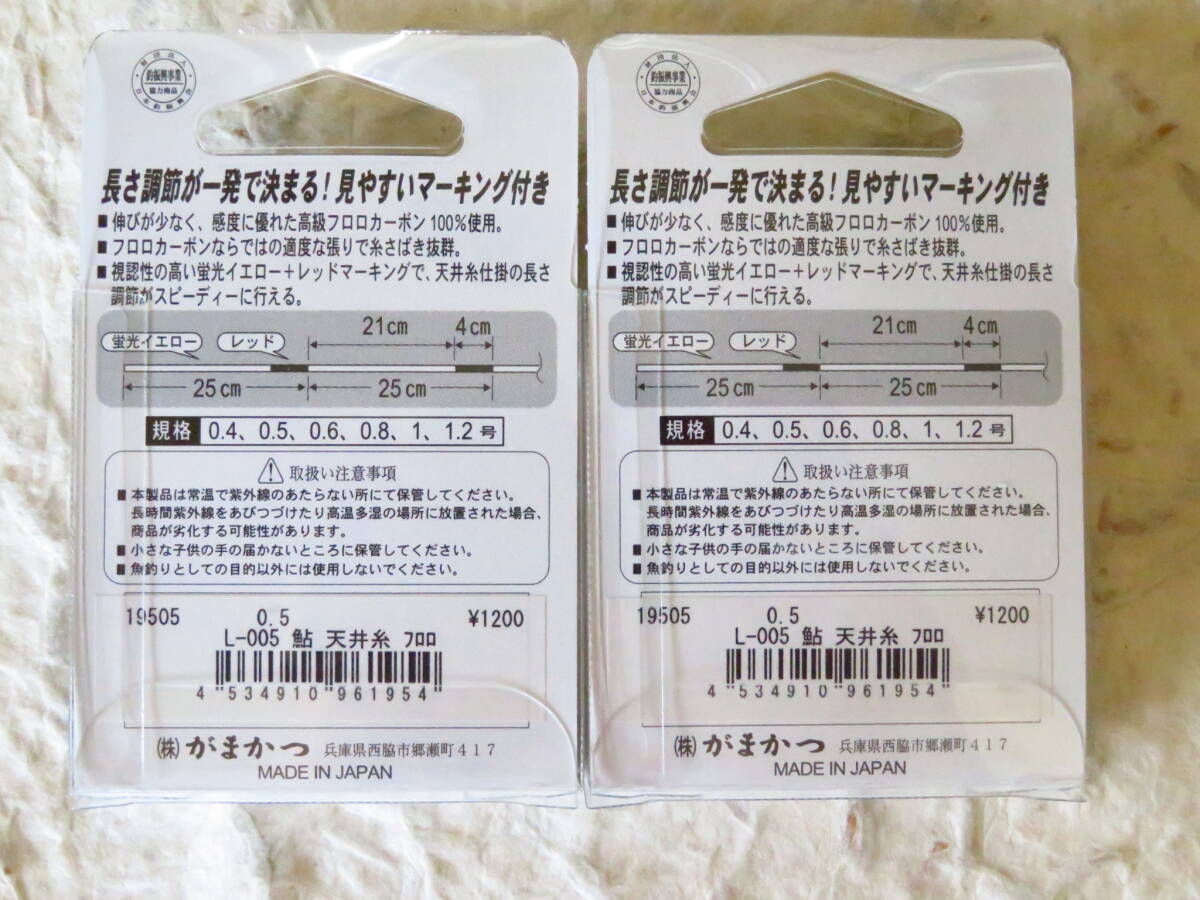 財団法人
釣振興事業
協力商品
日本釣振興会
長さ調節が一発で決まる!見やすいマーキング付き
■伸びが少なく、感度に優れた高級フロロカーボン100%使用。
■フロロカーボンならではの適度な張りで糸さばき抜群。
■視認性の高い蛍光イエロー+レッドマーキングで、天井糸仕掛の長さ
調節がスピーディーに行える。
21cm 4cm
蛍光イエロー レッド
25cm 25cm
規格 0.4、0.5、0.6、0.8、1、1.2号
取扱い注意事項
■本製品は常温で紫外線のあたらない所にて保管してください。
長時間紫外線をあびつづけたり高温多湿の場所に放置された場合、
商品が劣化する可能性があります。
■小さな子供の手の届かないところに保管してください。
■魚釣りとしての目的以外には使用しないでください。
19505 0.5 ¥1200
L-005 鮎 天井糸 フロロ
4 534910 961954
(株)がまかつ 兵庫県西脇市郷瀬町417
MADE IN JAPAN
財団法人
釣振興事業
協力商品
日本釣振興会
長さ調節が一発で決まる!見やすいマーキング付き
■伸びが少なく、感度に優れた高級フロロカーボン100%使用。
■フロロカーボンならではの適度な張りで糸さばき抜群。
■視認性の高い蛍光イエロー+レッドマーキングで、天井糸仕掛の長さ
調節がスピーディーに行える。
21cm 4cm
蛍光イエロー レッド
25cm 25cm
規格 0.4、0.5、0.6、0.8、1、1.2号
取扱い注意事項
■本製品は常温で紫外線のあたらない所にて保管してください。
長時間紫外線をあびつづけたり高温多湿の場所に放置された場合、
商品が劣化する可能性があります。
■小さな子供の手の届かないところに保管してください。
■魚釣りとしての目的以外には使用しないでください。
19505 0.5 ¥1200
L-005 鮎 天井糸 フロロ
4 534910 961954
(株)がまかつ 兵庫県西脇市郷瀬町417
MADE IN JAPAN